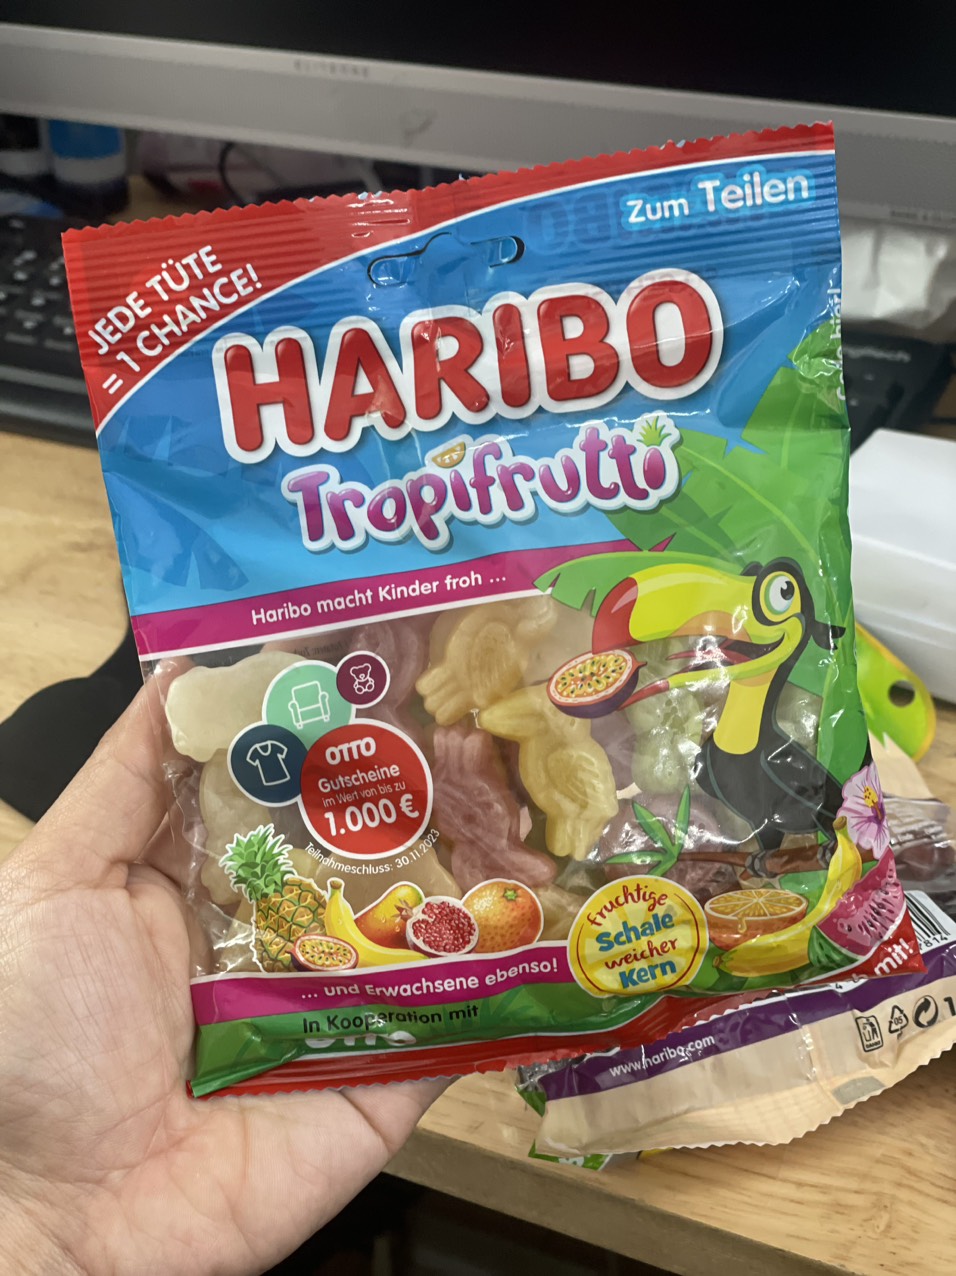 Zum Teilen
JEDE TÜTE
= 1 CHANCE!
HARIBO
Tropifrutti
Haribo macht Kinder froh ...
OTTO
Gutscheine
im Wert von bis zu
1.000 €
Teilnahmeschluss: 30.11.2023
fruchtige
Schale
weicher
Kern
... und Erwachsene ebenso!
In Kooperation mit
OTTO
mit!
www.haribo.com